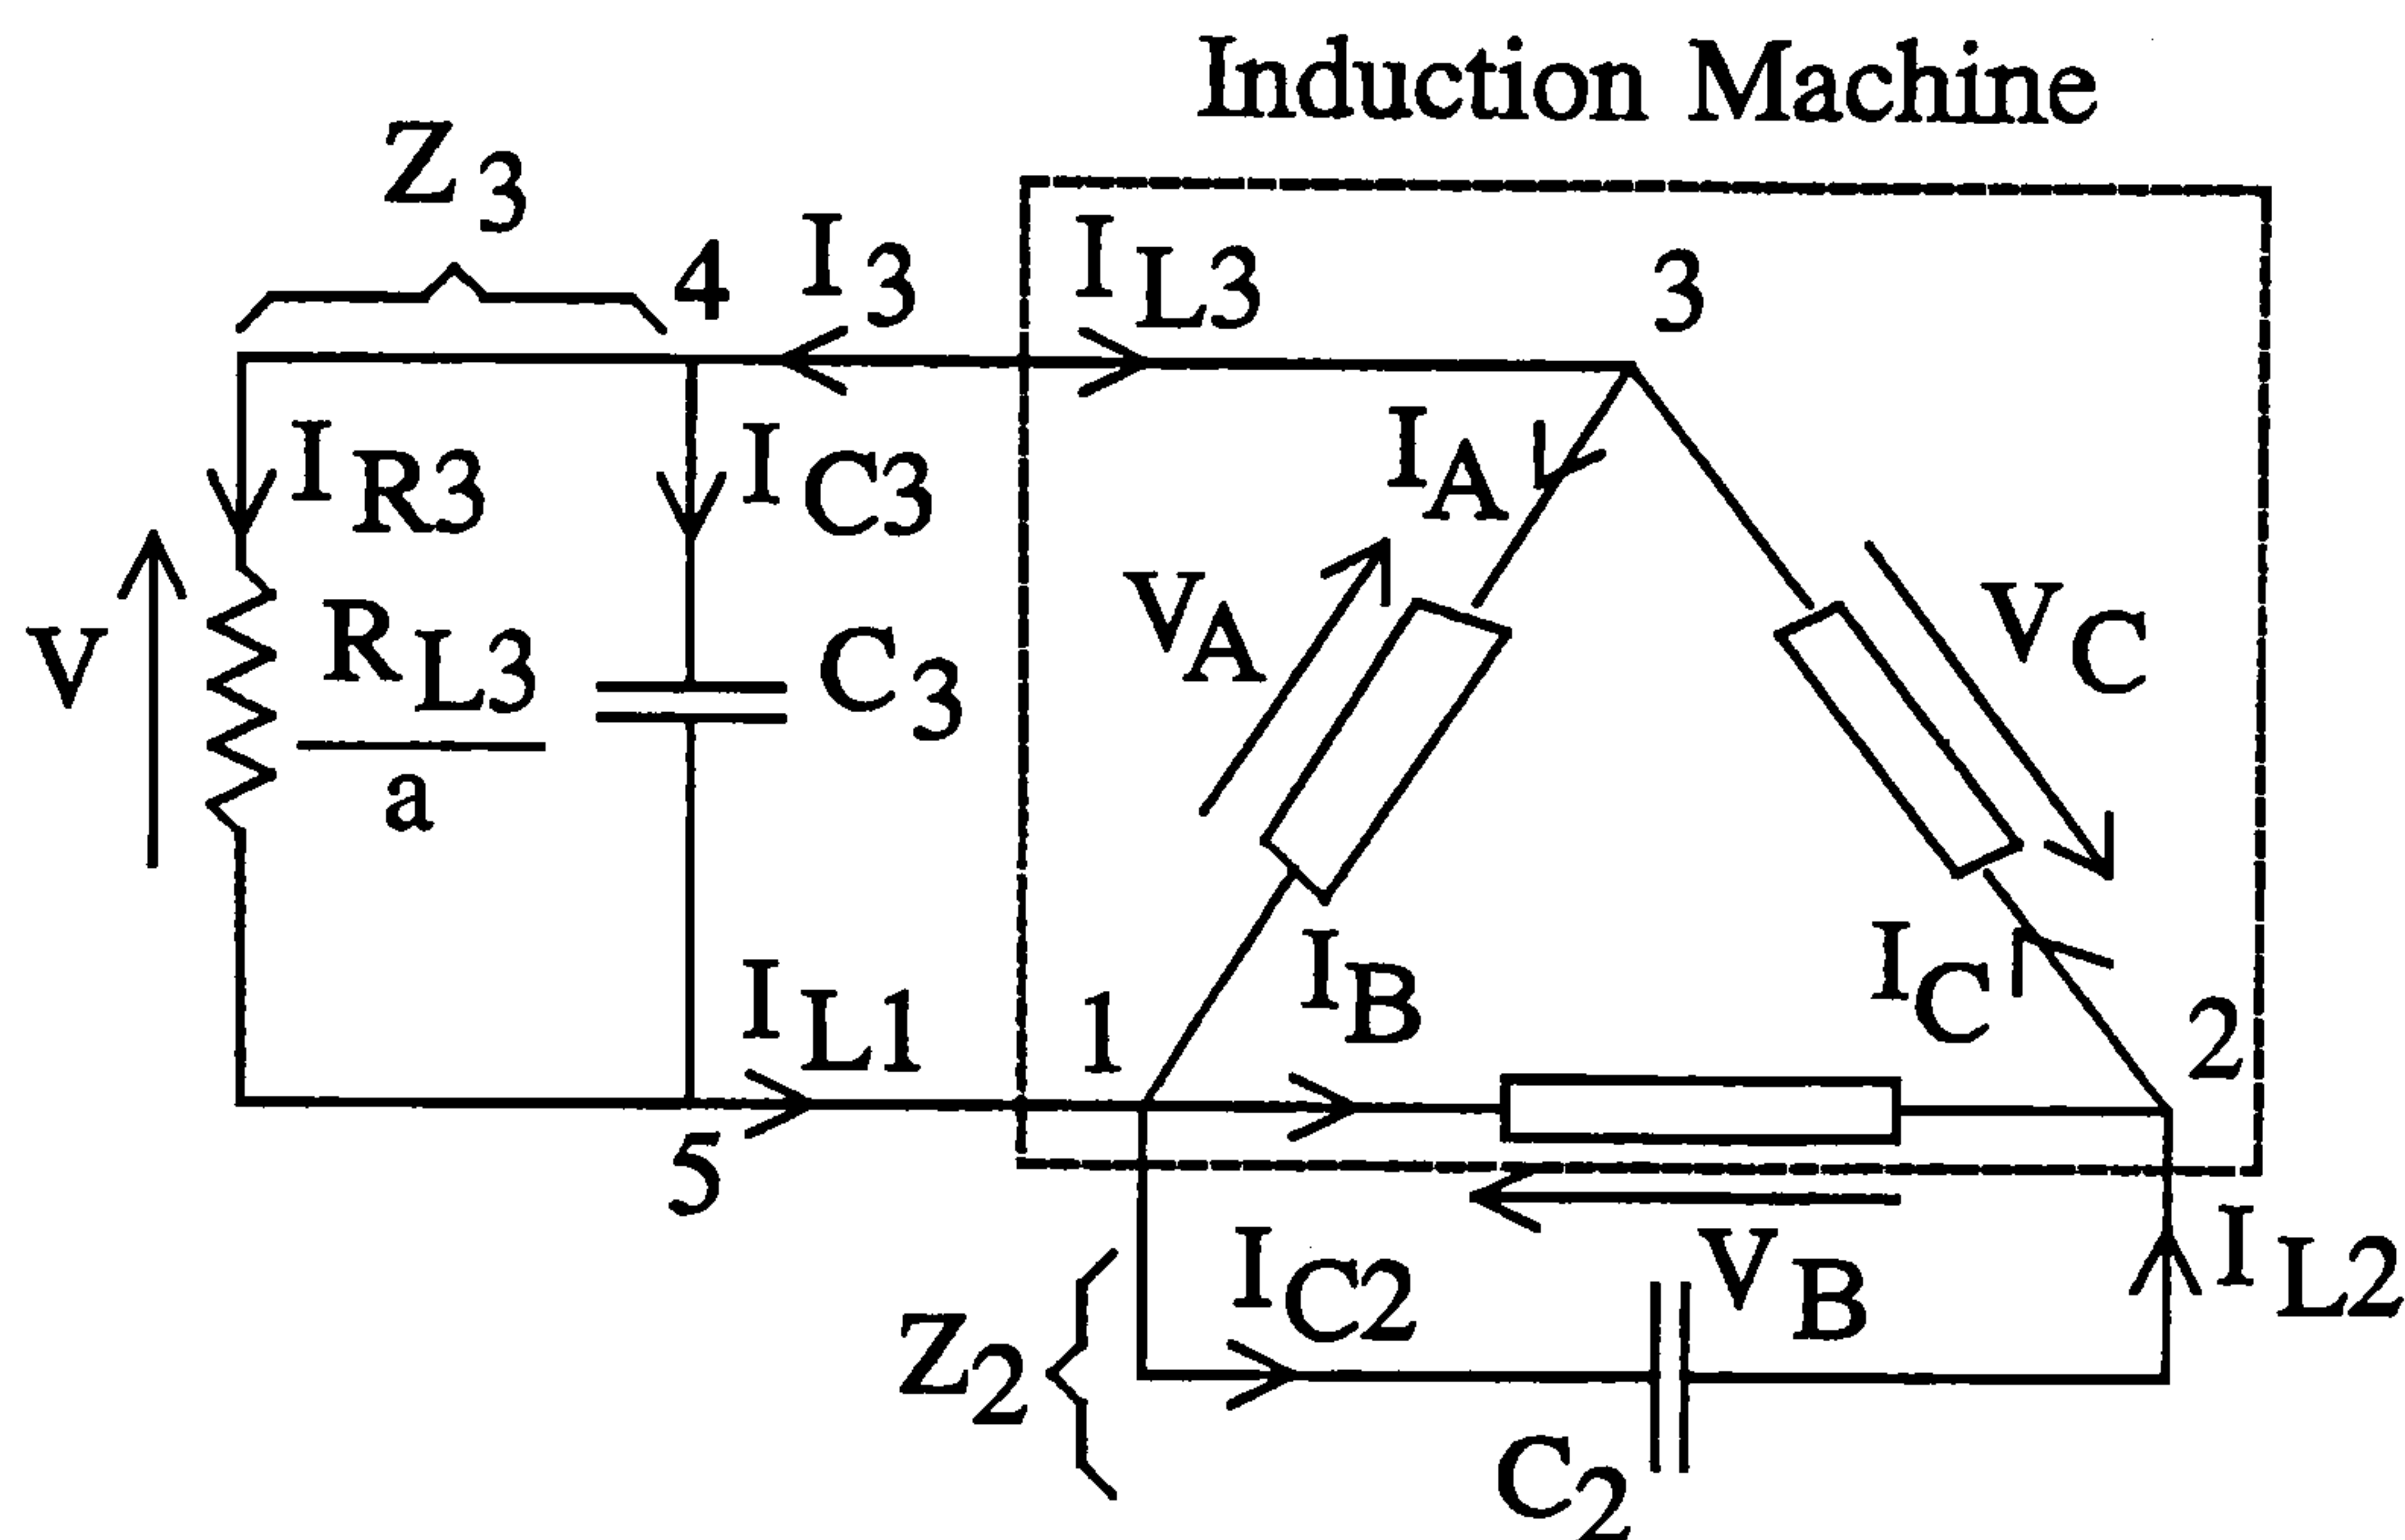 Induction Machine
Z3
4
I3
IL3
3
IR3
IC3
IA
VA
VC
V
RL3
a
C3
IL1
1
IB
IC
2
5
IC2
VB
IL2
Z2
C2